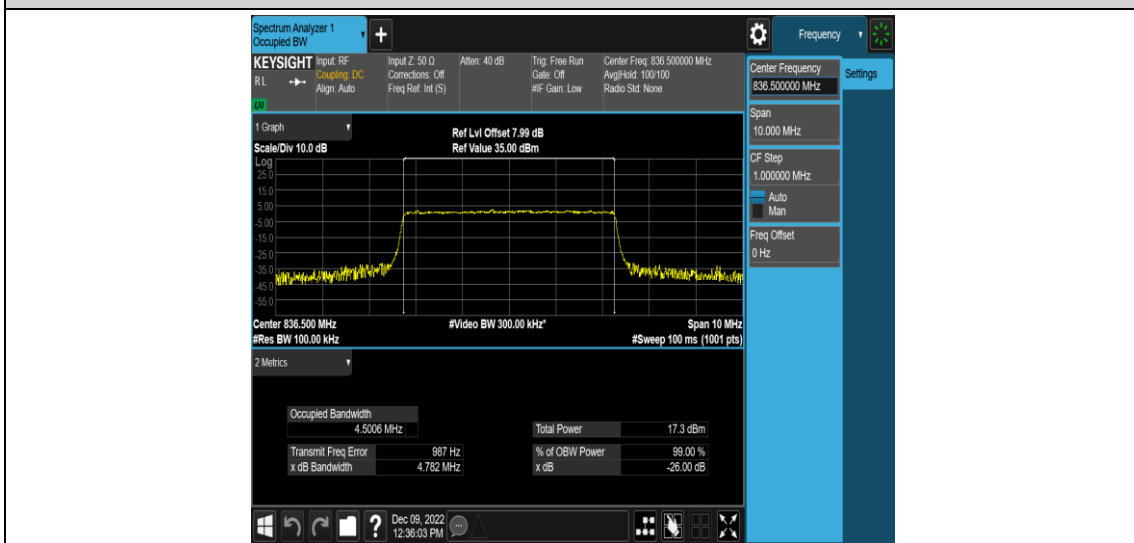 Spectrum Analyzer 1
Occupied BW
+
Frequency
KEYSIGHT
RL
LXI
Input: RF
Coupling: DC
Align: Auto
Input Z: 50 Ω
Corrections: Off
Freq Ref: Int (S)
Atten: 40 dB
Trig: Free Run
Gate: Off
#IF Gain: Low
Center Freq: 836.500000 MHz
Avg|Hold: 100/100
Radio Std: None
Center Frequency
836.500000 MHz
Settings
Span
10.000 MHz
CF Step
1.000000 MHz
Auto
Man
Freq Offset
0 Hz
1 Graph
Ref Lvl Offset 7.99 dB
Scale/Div 10.0 dB
Ref Value 35.00 dBm
Log
25.0
15.0
5.00
-5.00
-15.0
-25.0
-35.0
-45.0
-55.0
Center 836.500 MHz
#Video BW 300.00 kHz*
Span 10 MHz
#Res BW 100.00 kHz
#Sweep 100 ms (1001 pts)
2 Metrics
Occupied Bandwidth
4.5006 MHz
Total Power 17.3 dBm
Transmit Freq Error 987 Hz
% of OBW Power 99.00 %
x dB Bandwidth 4.782 MHz
x dB -26.00 dB
?
Dec 09, 2022
12:36:03 PM